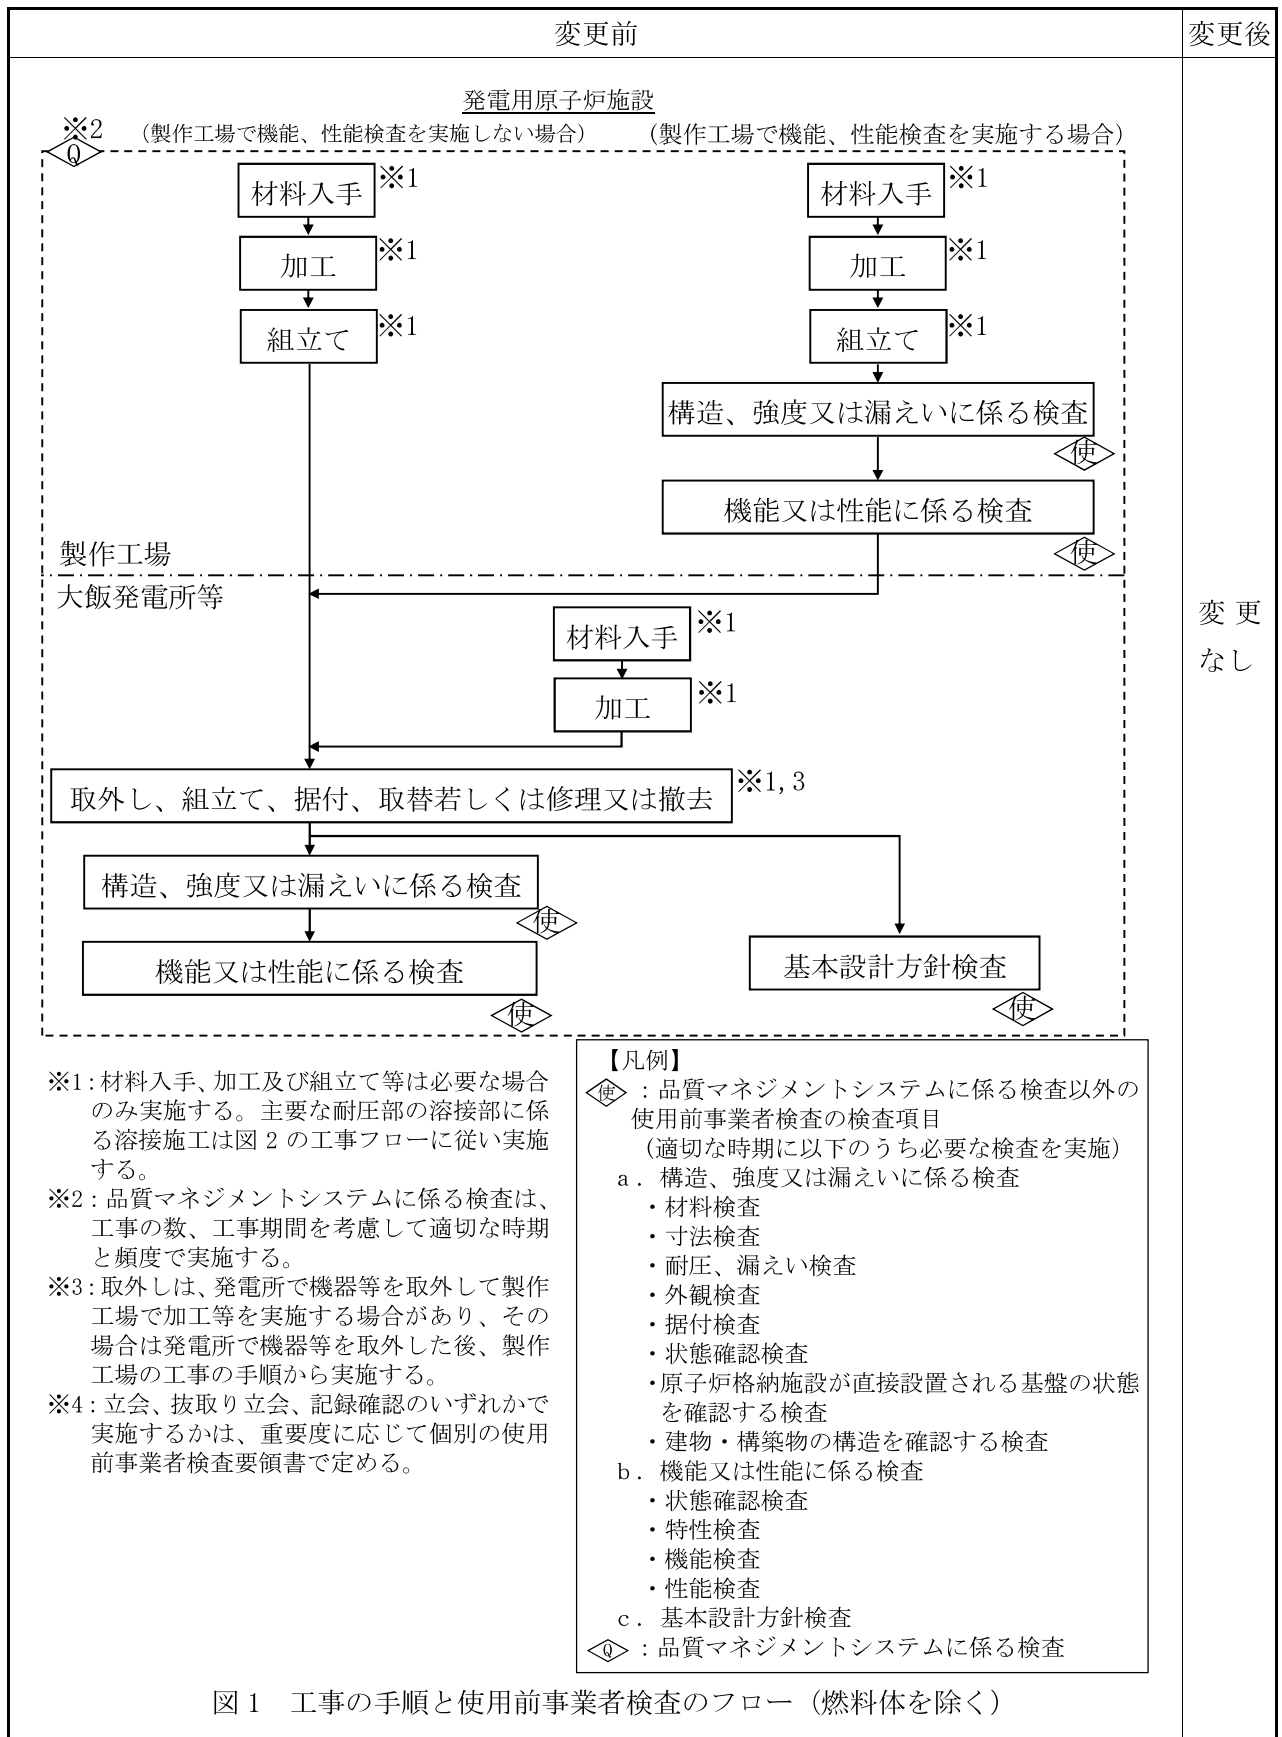 変更前
変更後
発電用原子炉施設
※2
（製作工場で機能、性能検査を実施しない場合）
（製作工場で機能、性能検査を実施する場合）
Q
材料入手
※1
材料入手
※1
加工
※1
加工
※1
組立て
※1
組立て
※1
構造、強度又は漏えいに係る検査
使
機能又は性能に係る検査
使
製作工場
大飯発電所等
材料入手
※1
加工
※1
変更
なし
取外し、組立て、据付、取替若しくは修理又は撤去
※1,3
構造、強度又は漏えいに係る検査
使
機能又は性能に係る検査
使
基本設計方針検査
使
※1：材料入手、加工及び組立て等は必要な場合
のみ実施する。主要な耐圧部の溶接部に係
る溶接施工は図2の工事フローに従い実施
する。
※2：品質マネジメントシステムに係る検査は、
工事の数、工事期間を考慮して適切な時期
と頻度で実施する。
※3：取外しは、発電所で機器等を取外して製作
工場で加工等を実施する場合があり、その
場合は発電所で機器等を取外した後、製作
工場の工事の手順から実施する。
※4：立会、抜取り立会、記録確認のいずれかで
実施するかは、重要度に応じて個別の使用
前事業者検査要領書で定める。
【凡例】
使：品質マネジメントシステムに係る検査以外の
使用前事業者検査の検査項目
（適切な時期に以下のうち必要な検査を実施）
a．構造、強度又は漏えいに係る検査
・材料検査
・寸法検査
・耐圧、漏えい検査
・外観検査
・据付検査
・状態確認検査
・原子炉格納施設が直接設置される基盤の状態
を確認する検査
・建物・構築物の構造を確認する検査
b．機能又は性能に係る検査
・状態確認検査
・特性検査
・機能検査
・性能検査
c．基本設計方針検査
Q：品質マネジメントシステムに係る検査
図1　工事の手順と使用前事業者検査のフロー（燃料体を除く）